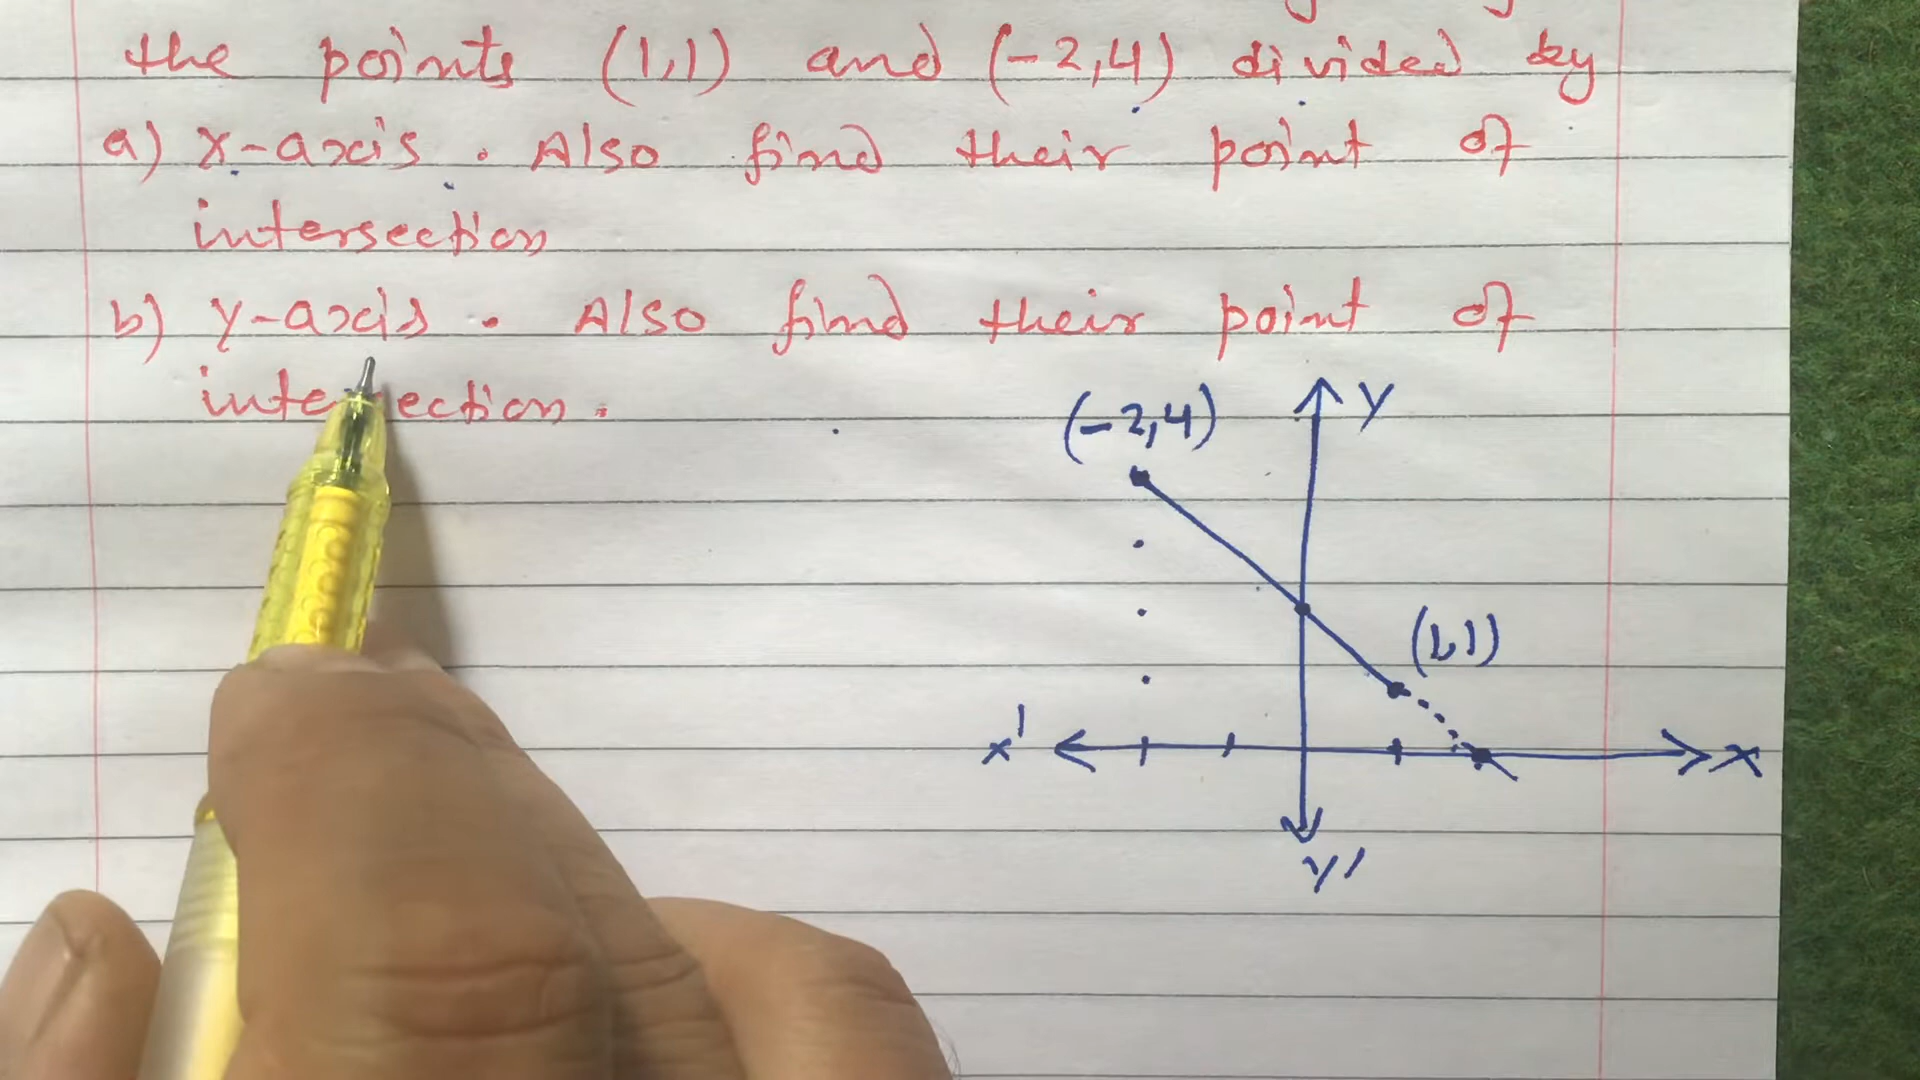 the points (1,1) and (-2,4) divided by
a) x-axis. Also find their point of
intersection
b) y-axis. Also find their point of
intersection.
(-2,4)
Y
(1,1)
x'
x
y'